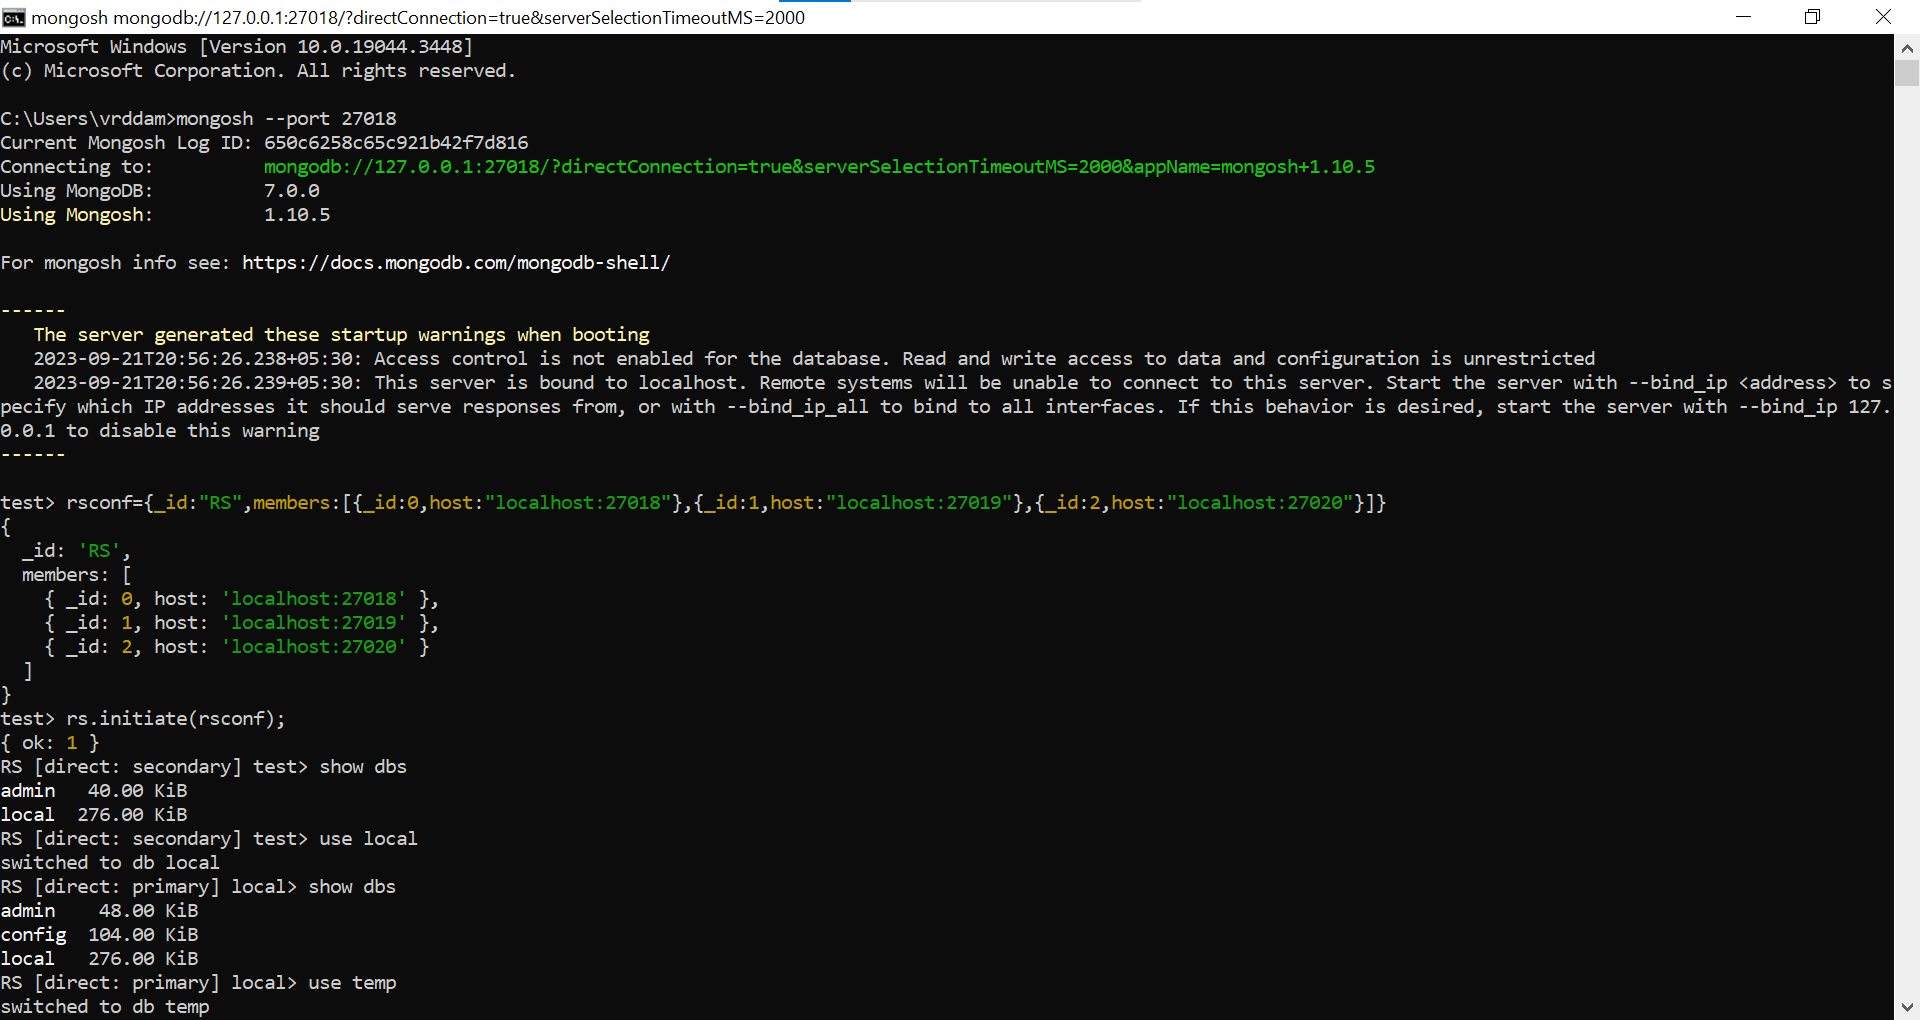 mongosh mongodb://127.0.0.1:27018/?directConnection=true&serverSelectionTimeoutMS=2000
Microsoft Windows [Version 10.0.19044.3448]
(c) Microsoft Corporation. All rights reserved.
C:\Users\vrddam>mongosh --port 27018
Current Mongosh Log ID: 650c6258c65c921b42f7d816
Connecting to:          mongodb://127.0.0.1:27018/?directConnection=true&serverSelectionTimeoutMS=2000&appName=mongosh+1.10.5
Using MongoDB:          7.0.0
Using Mongosh:          1.10.5
For mongosh info see: https://docs.mongodb.com/mongodb-shell/
------
   The server generated these startup warnings when booting
   2023-09-21T20:56:26.238+05:30: Access control is not enabled for the database. Read and write access to data and configuration is unrestricted
   2023-09-21T20:56:26.239+05:30: This server is bound to localhost. Remote systems will be unable to connect to this server. Start the server with --bind_ip <address> to s
pecify which IP addresses it should serve responses from, or with --bind_ip_all to bind to all interfaces. If this behavior is desired, start the server with --bind_ip 127.
0.0.1 to disable this warning
------
test> rsconf={_id:"RS",members:[{_id:0,host:"localhost:27018"},{_id:1,host:"localhost:27019"},{_id:2,host:"localhost:27020"}]}
{
  _id: 'RS',
  members: [
    { _id: 0, host: 'localhost:27018' },
    { _id: 1, host: 'localhost:27019' },
    { _id: 2, host: 'localhost:27020' }
  ]
}
test> rs.initiate(rsconf);
{ ok: 1 }
RS [direct: secondary] test> show dbs
admin   40.00 KiB
local  276.00 KiB
RS [direct: secondary] test> use local
switched to db local
RS [direct: primary] local> show dbs
admin    48.00 KiB
config  104.00 KiB
local   276.00 KiB
RS [direct: primary] local> use temp
switched to db temp